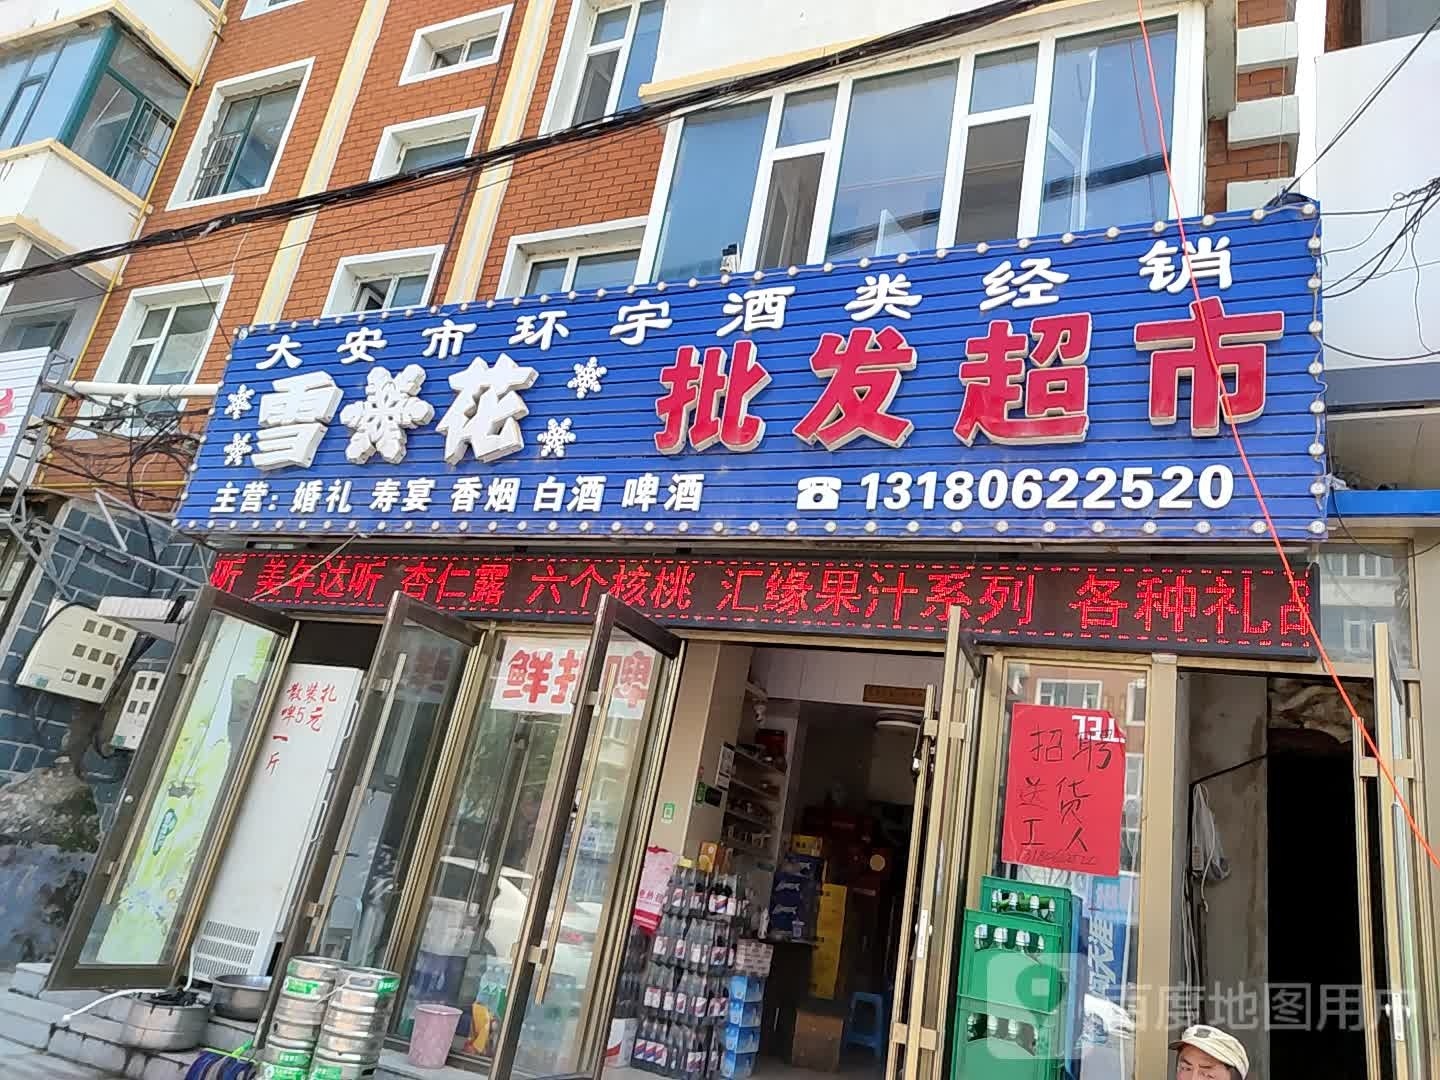 大安市环宇酒类经销
雪花 批发超市
主营：婚礼 寿宴 香烟 白酒 啤酒 ☎13180622520
听 美年达听 杏仁露 六个核桃 汇缘果汁系列 各种礼品
散装扎
啤5元
一斤
鲜扎啤
招聘
送货
工人
13180622520
百度地图用户